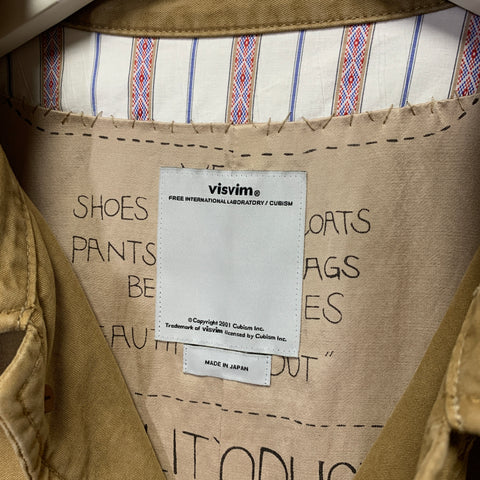 visvim®
FREE INTERNATIONAL LABORATORY / CUBISM
SHOES
OATS
PANTS
AGS
BE
ES
©Copyright 2001 Cubism Inc.
Trademark of visvim licensed by Cubism Inc.
AUTI
OUT"
MADE IN JAPAN